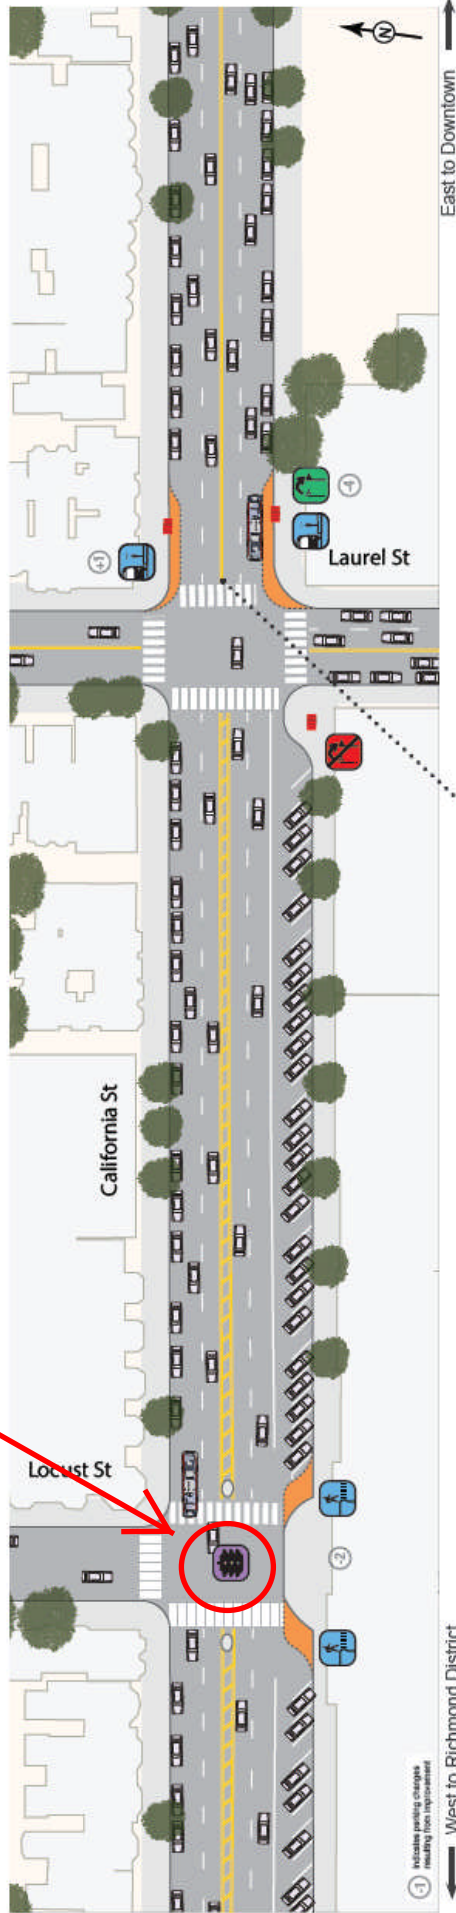 N
East to Downtown
+1
-4
Laurel St
California St
Locust St
-2
-1
Indicates parking changes
resulting from improvement
West to Richmond District